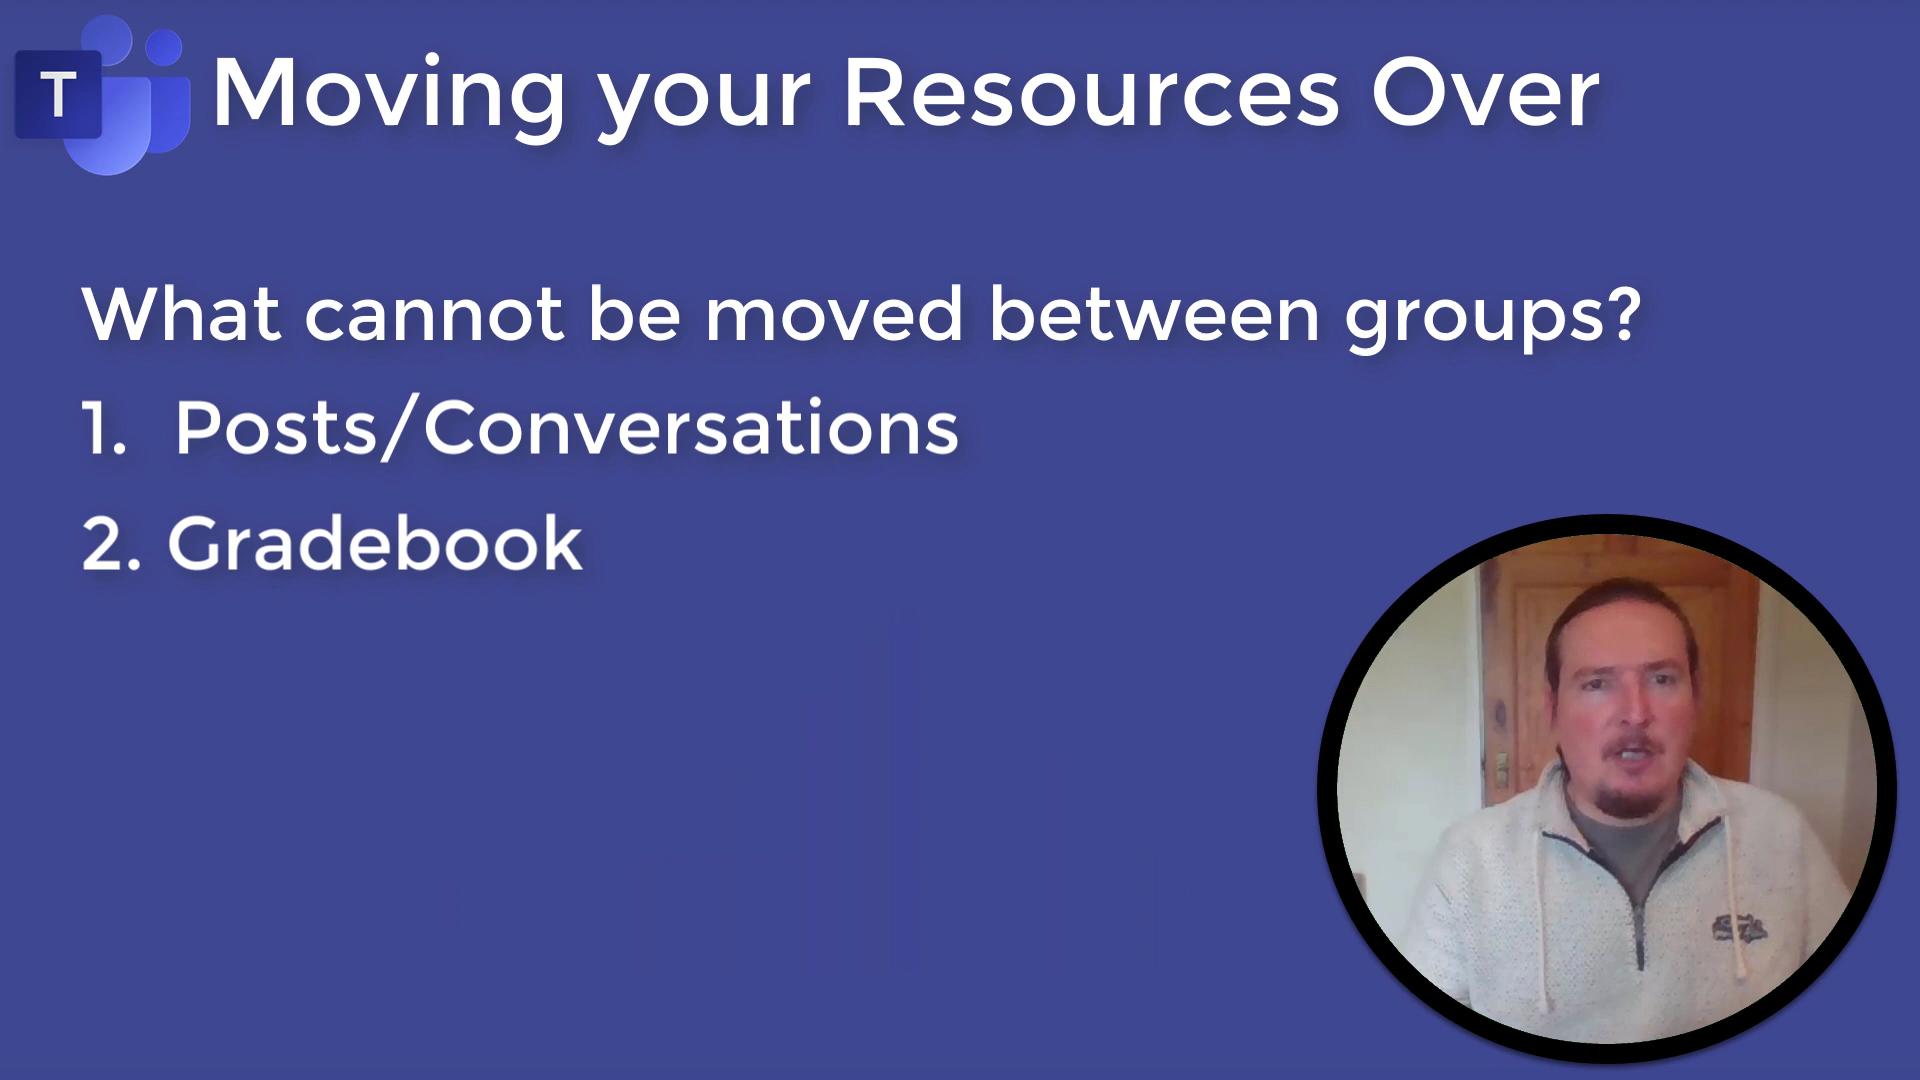 T
Moving your Resources Over
What cannot be moved between groups?
1. Posts/Conversations
2. Gradebook